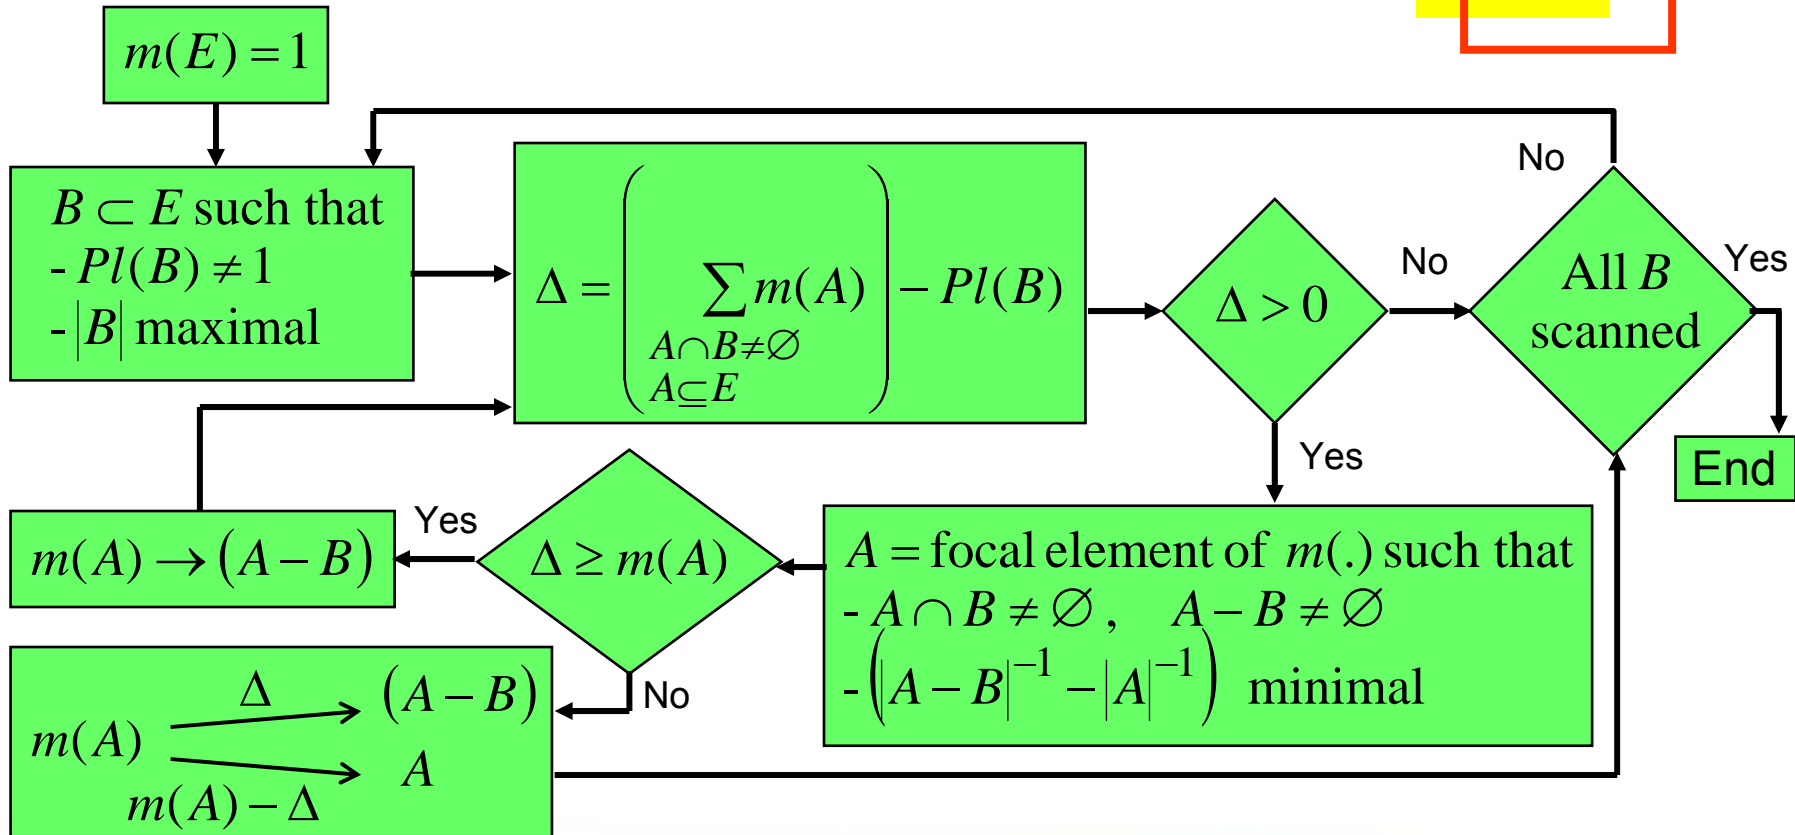 m(E) = 1
B ⊂ E such that
- Pl(B) ≠ 1
- |B| maximal
Δ = ( ∑ m(A) ) − Pl(B)
A∩B≠∅
A⊆E
Δ > 0
No
Yes
All B
scanned
No
Yes
End
A = focal element of m(.) such that
- A ∩ B ≠ ∅ , A − B ≠ ∅
- (|A − B|⁻¹ − |A|⁻¹) minimal
Δ ≥ m(A)
Yes
No
m(A) → (A − B)
Δ (A − B)
m(A)
A
m(A) − Δ